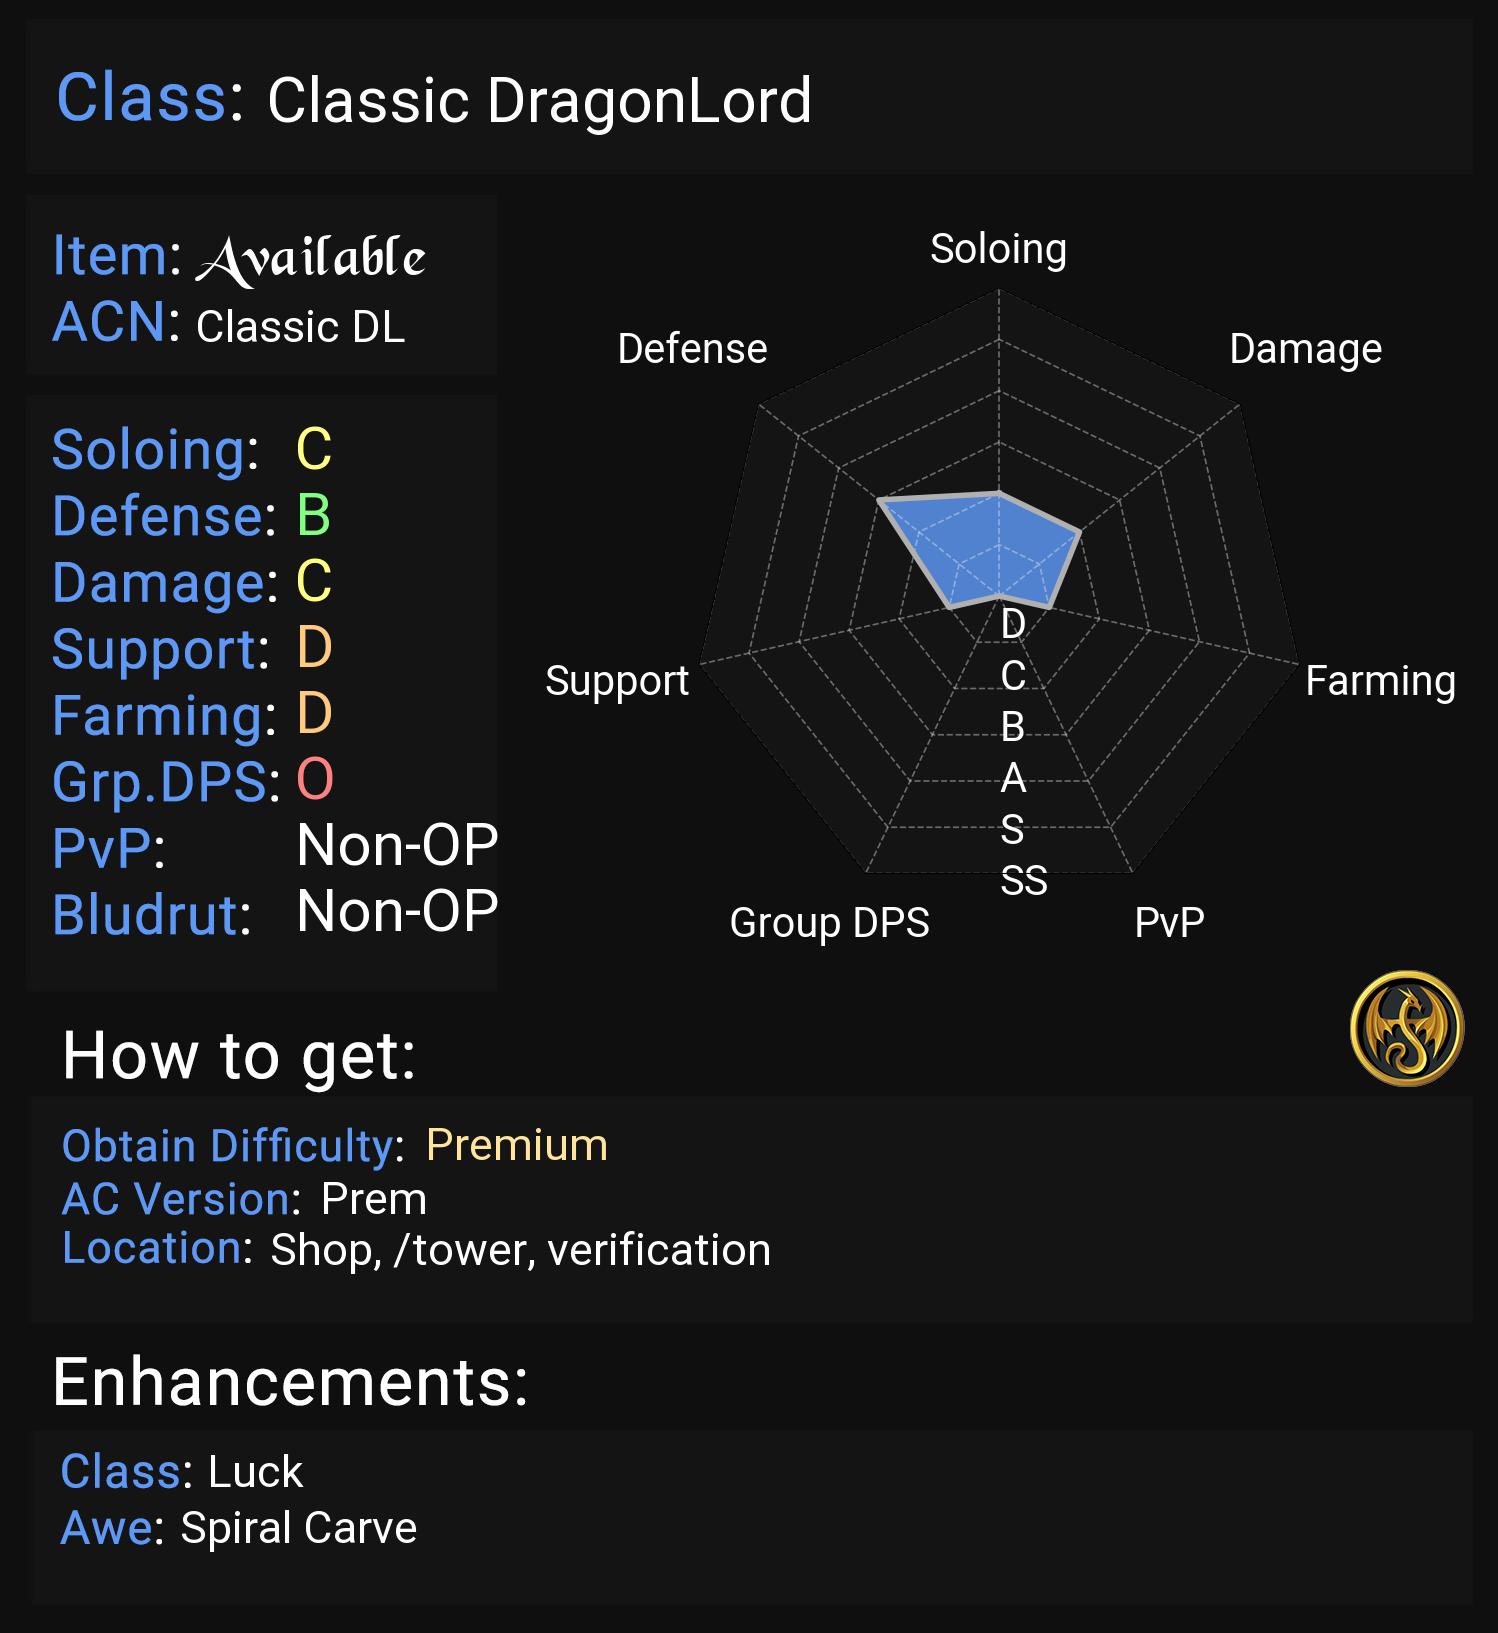 Class: Classic DragonLord
Item: Available
ACN: Classic DL
Soloing: C
Defense: B
Damage: C
Support: D
Farming: D
Grp.DPS: O
PvP: Non-OP
Bludrut: Non-OP
Soloing
Defense
Damage
Support
Farming
Group DPS
PvP
D
C
B
A
S
SS
How to get:
Obtain Difficulty: Premium
AC Version: Prem
Location: Shop, /tower, verification
Enhancements:
Class: Luck
Awe: Spiral Carve